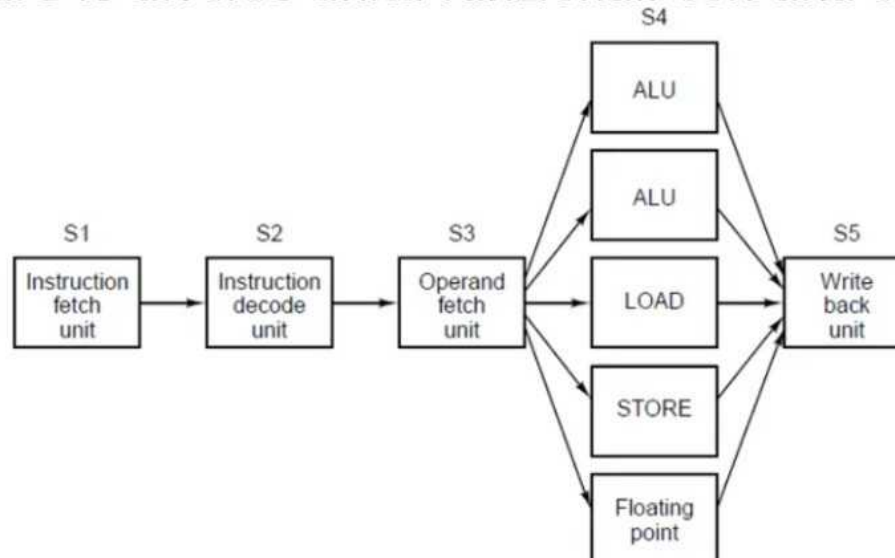 S4
ALU
ALU
S1
S2
S3
S5
Instruction
fetch
unit
Instruction
decode
unit
Operand
fetch
unit
LOAD
Write
back
unit
STORE
Floating
point